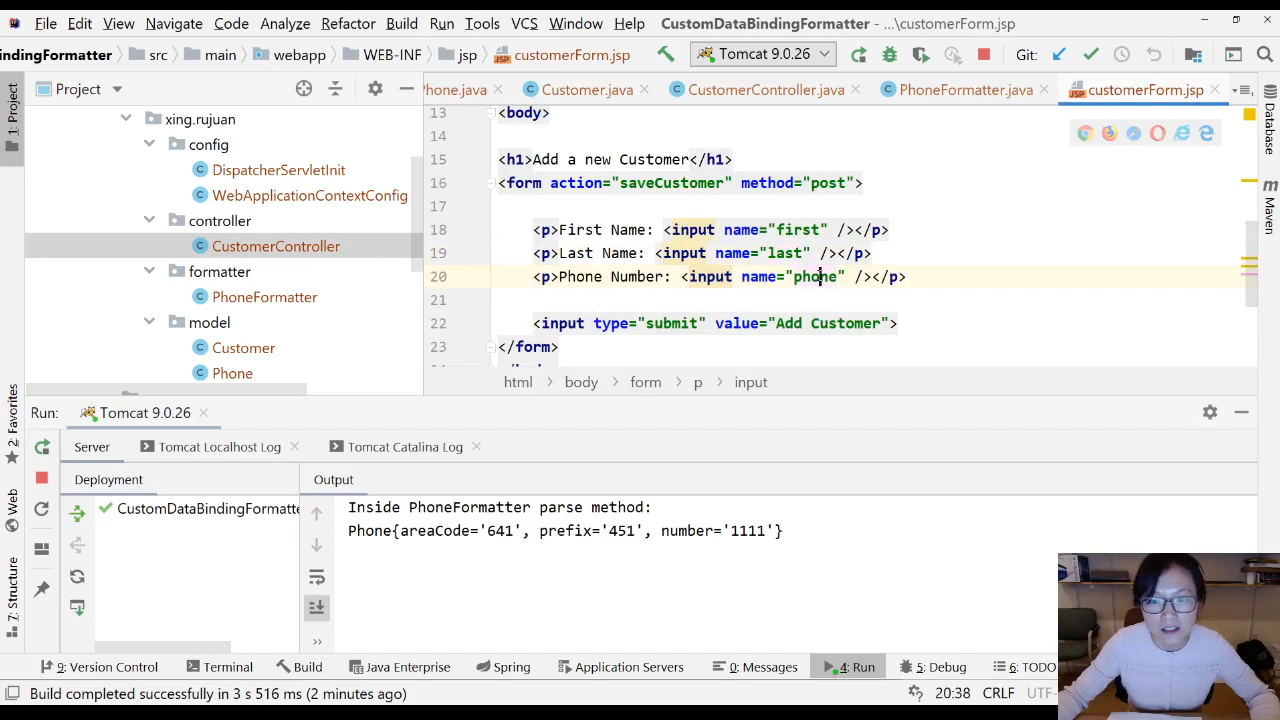 File Edit View Navigate Code Analyze Refactor Build Run Tools VCS Window Help CustomDataBindingFormatter - ...\customerForm.jsp
indingFormatter src main webapp WEB-INF jsp customerForm.jsp Tomcat 9.0.26 Git:
1: Project Project Phone.java Customer.java CustomerController.java PhoneFormatter.java customerForm.jsp Database
xing.rujuan
config
DispatcherServletInit
WebApplicationContextConfig
controller
CustomerController
formatter
PhoneFormatter
model
Customer
Phone
13 <body>
14
15 <h1>Add a new Customer</h1>
16 <form action="saveCustomer" method="post">
17
18 <p>First Name: <input name="first" /></p>
19 <p>Last Name: <input name="last" /></p>
20 <p>Phone Number: <input name="phone" /></p>
21
22 <input type="submit" value="Add Customer">
23 </form>
html body form p input
Maven
2: Favorites
Web
7: Structure
Run: Tomcat 9.0.26
Server Tomcat Localhost Log Tomcat Catalina Log
Deployment Output
CustomDataBindingFormatte
Inside PhoneFormatter parse method:
Phone{areaCode='641', prefix='451', number='1111'}
9: Version Control Terminal Build Java Enterprise Spring Application Servers 0: Messages 4: Run 5: Debug 6: TODO
Build completed successfully in 3 s 516 ms (2 minutes ago) 20:38 CRLF UTF-